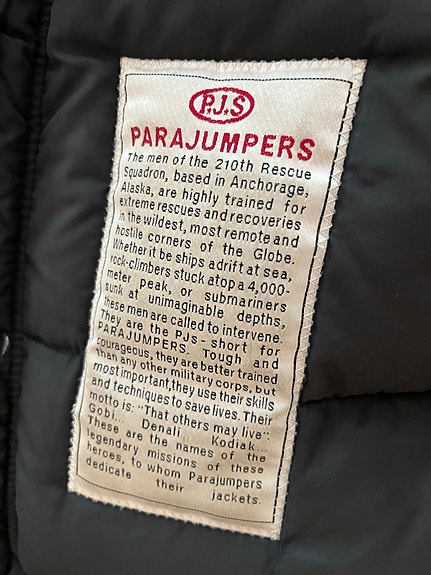 P.J.S
PARAJUMPERS
The men of the 210th Rescue
Squadron, based in Anchorage,
Alaska, are highly trained for
extreme rescues and recoveries
in the wildest, most remote and
hostile corners of the Globe.
Whether it be ships adrift at sea,
rock-climbers stuck atop a 4,000-
meter peak, or submariners
sunk at unimaginable depths,
these men are called to intervene.
They are the PJs - short for
PARAJUMPERS. Tough and
courageous, they are better trained
than any other military corps, but
most important, they use their skills
and techniques to save lives. Their
motto is: "That others may live".
Gobi... Denali Kodiak...
These are the names of the
legendary missions of these
heroes, to whom Parajumpers
dedicate their jackets.